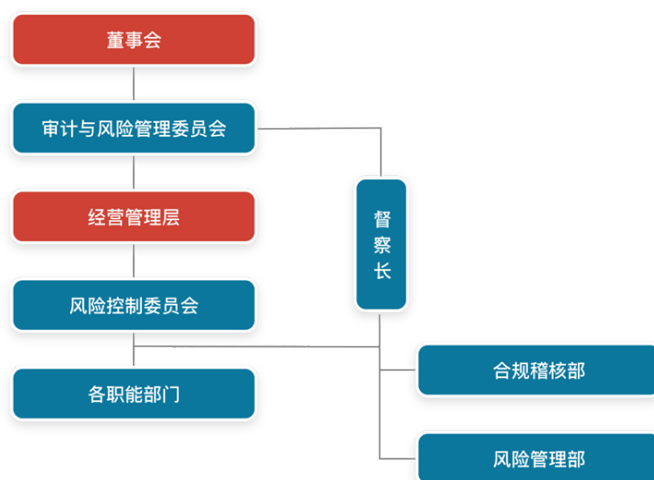 董事会
审计与风险管理委员会
经营管理层
督察长
风险控制委员会
合规稽核部
各职能部门
风险管理部